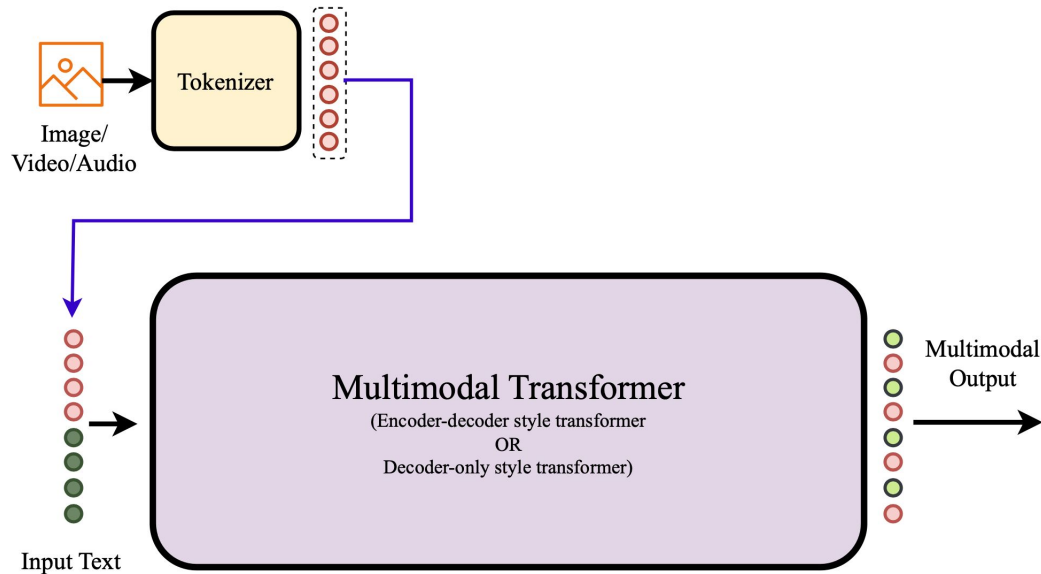 Tokenizer
Image/
Video/Audio
Multimodal Transformer
(Encoder-decoder style transformer
OR
Decoder-only style transformer)
Multimodal
Output
Input Text